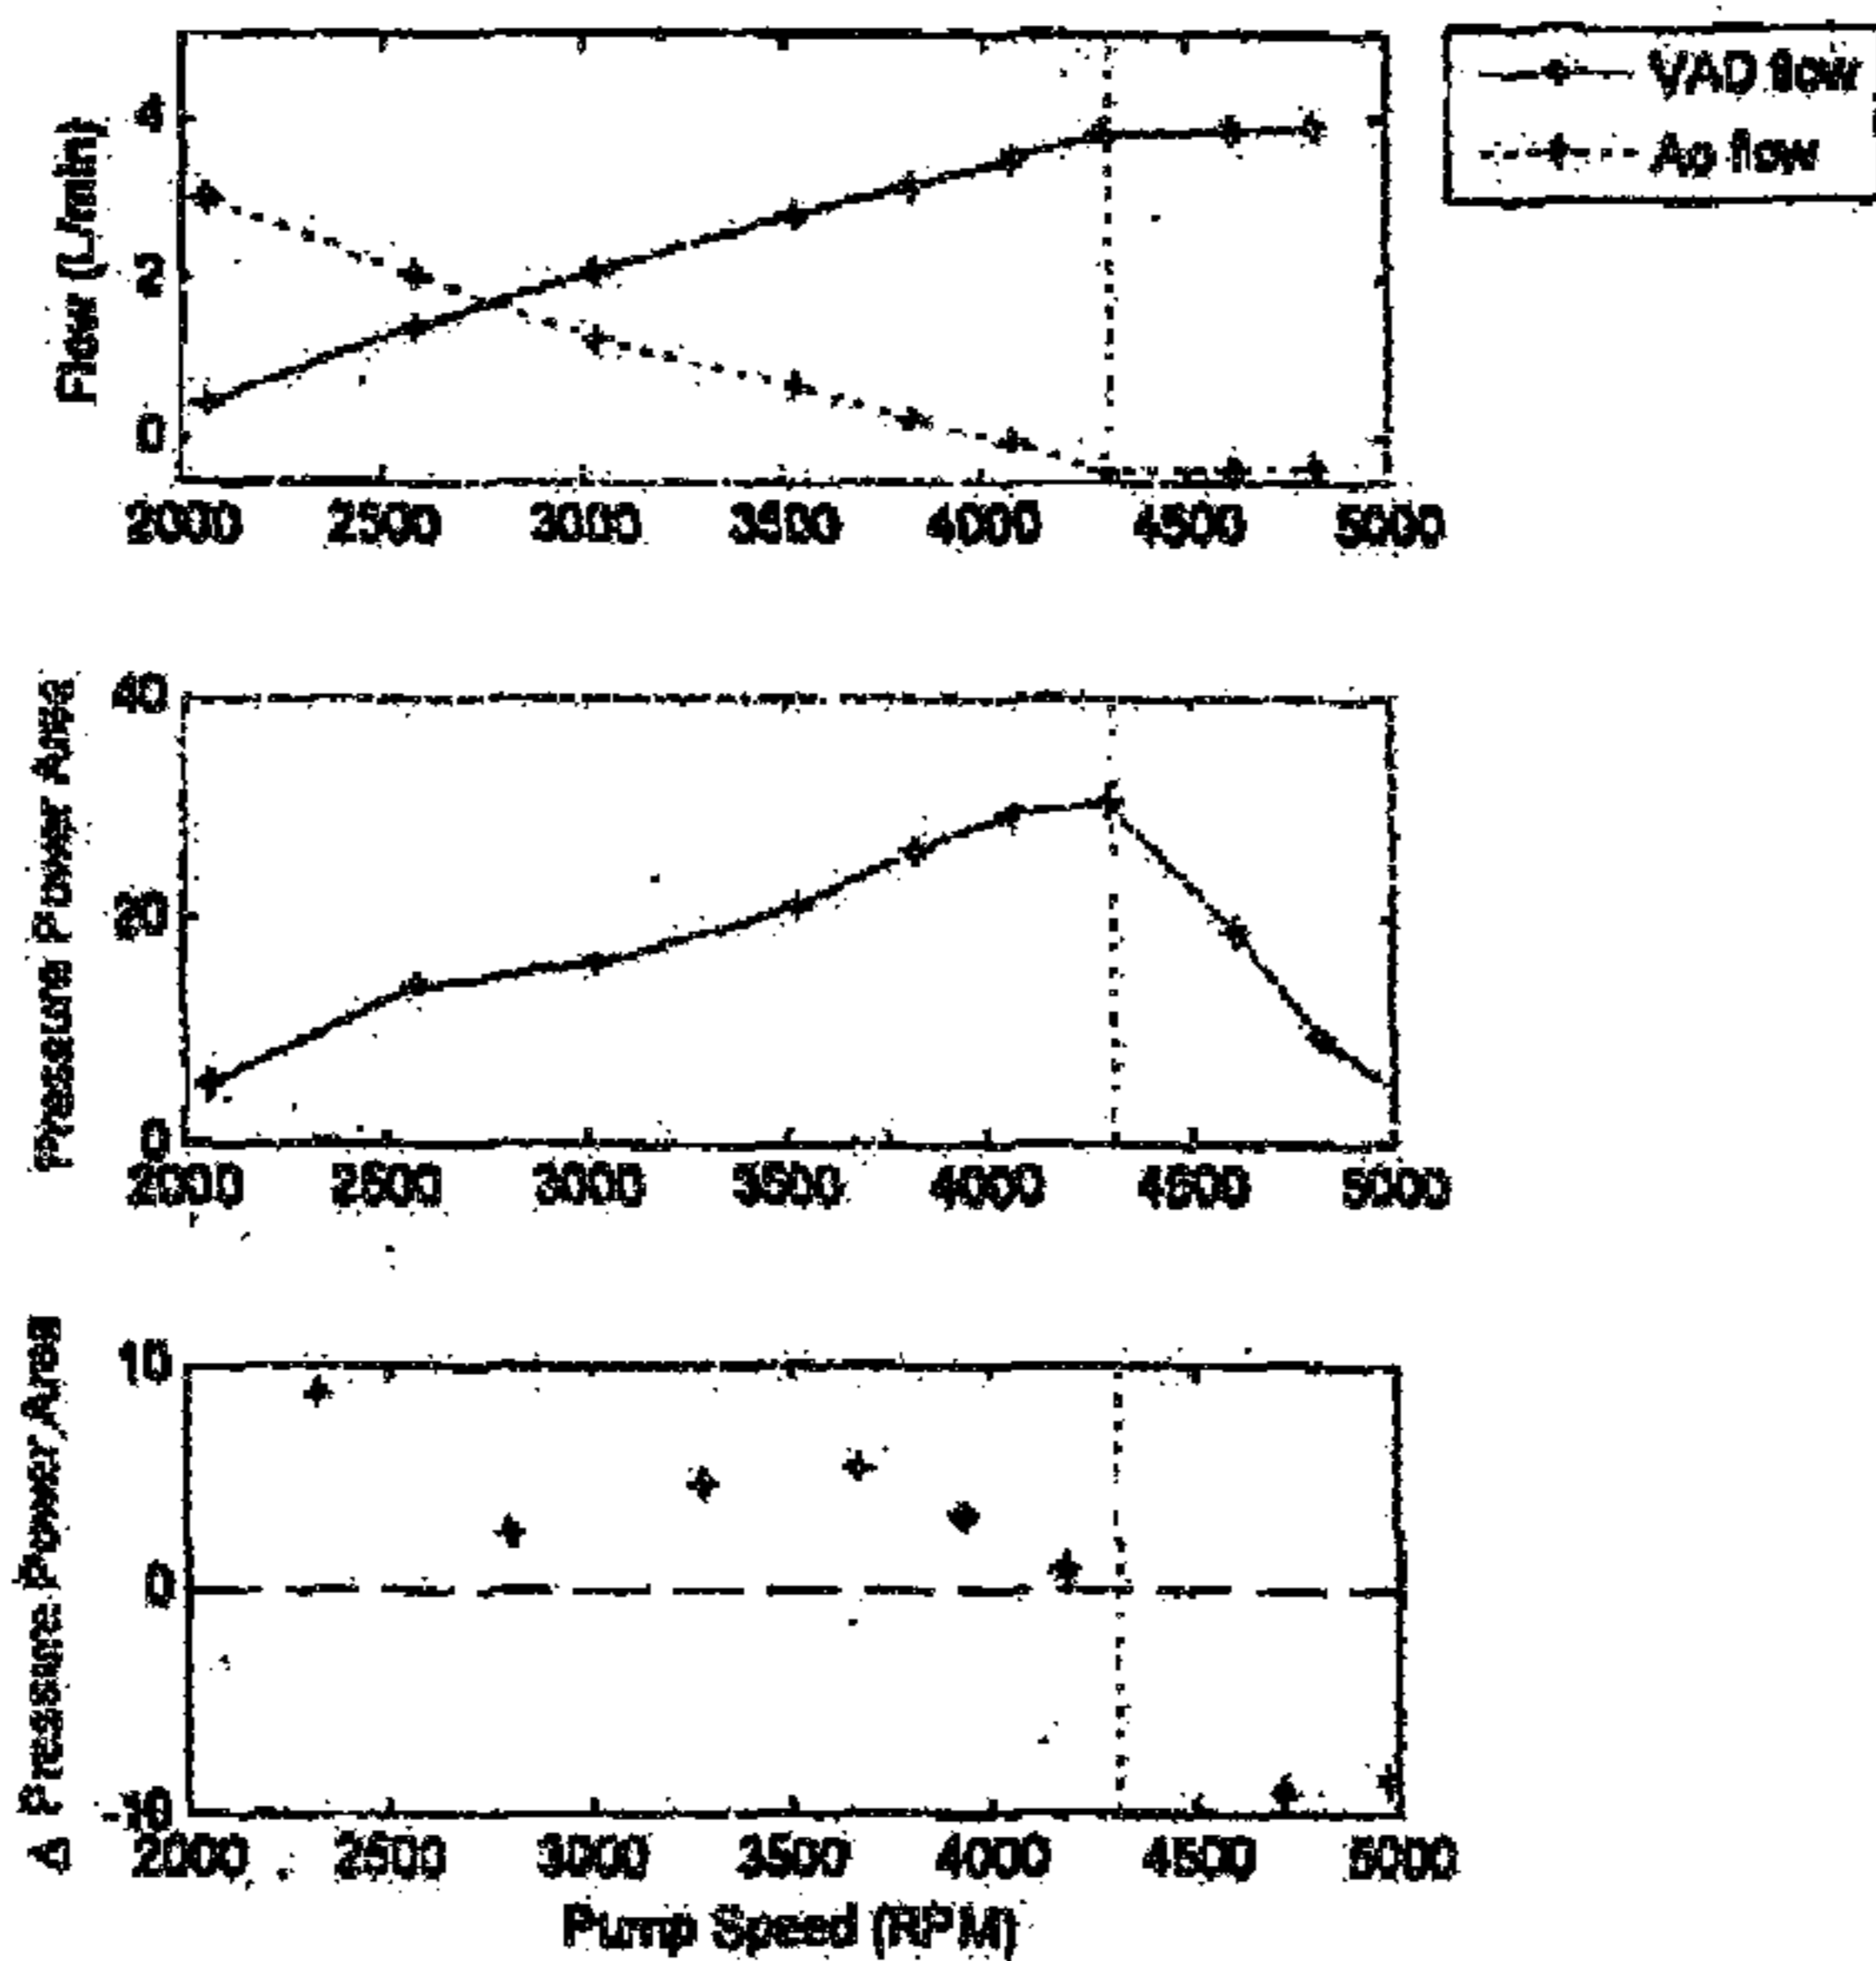 VAD flow
Ao flow
Flow (L/min)
4
2
0
2000 2500 3000 3500 4000 4500 5000
Pressure Power Area
40
20
0
2000 2500 3000 3500 4000 4500 5000
Δ Pressure Power Area
10
0
-10
2000 2500 3000 3500 4000 4500 5000
Pump Speed (RPM)